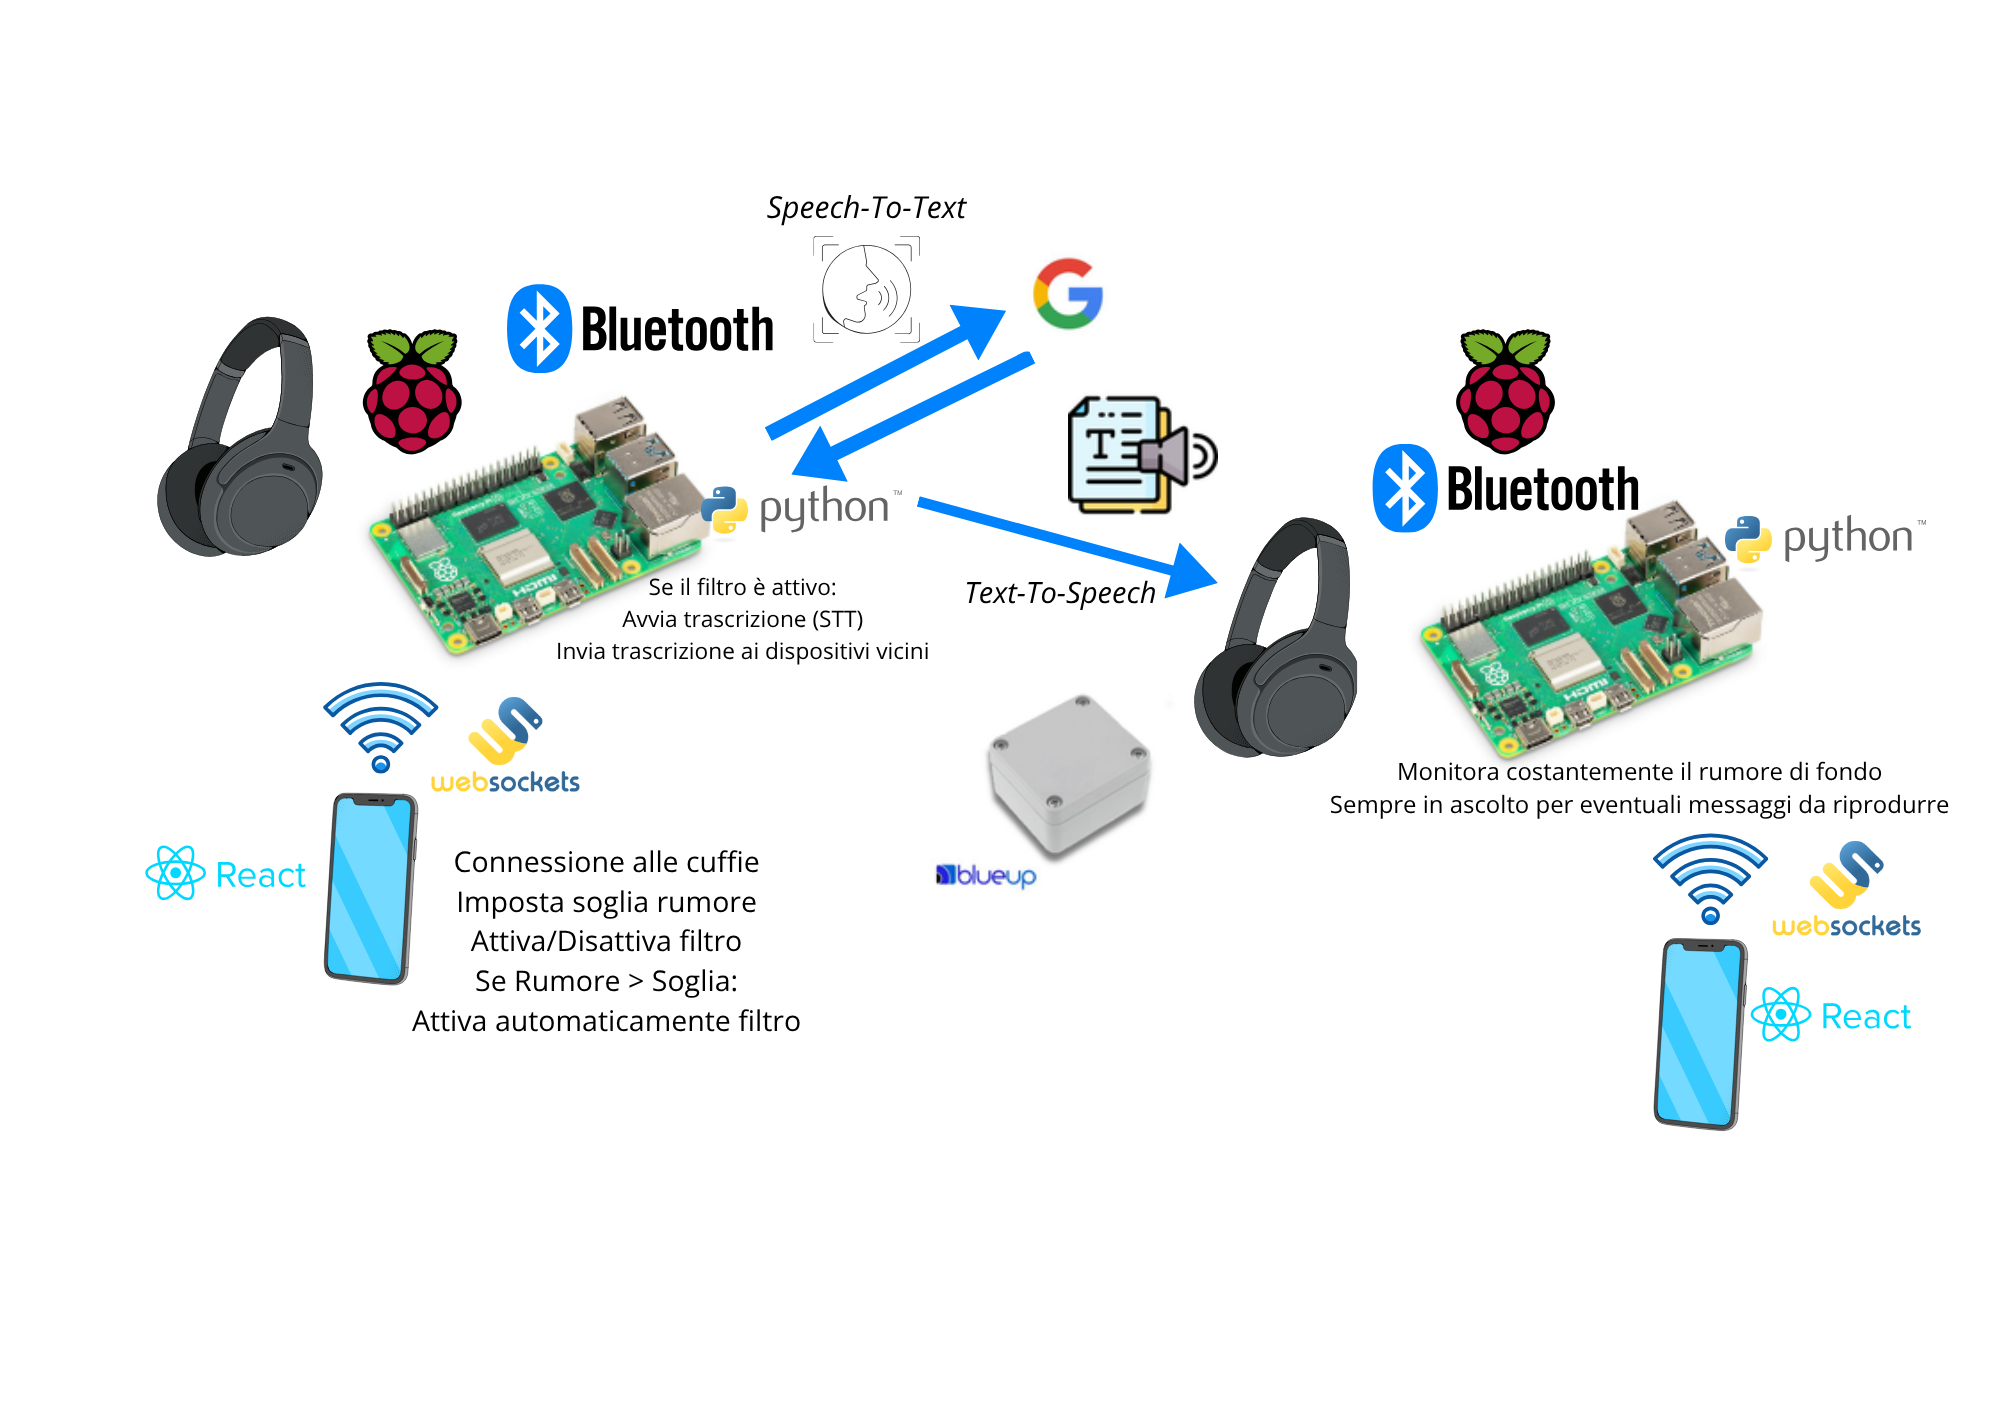 Speech-To-Text
Bluetooth
python™
Se il filtro è attivo:
Avvia trascrizione (STT)
Invia trascrizione ai dispositivi vicini
T
Text-To-Speech
Bluetooth
python™
Monitora costantemente il rumore di fondo
Sempre in ascolto per eventuali messaggi da riprodurre
websockets
React
Connessione alle cuffie
Imposta soglia rumore
Attiva/Disattiva filtro
Se Rumore > Soglia:
Attiva automaticamente filtro
blueup
websockets
React